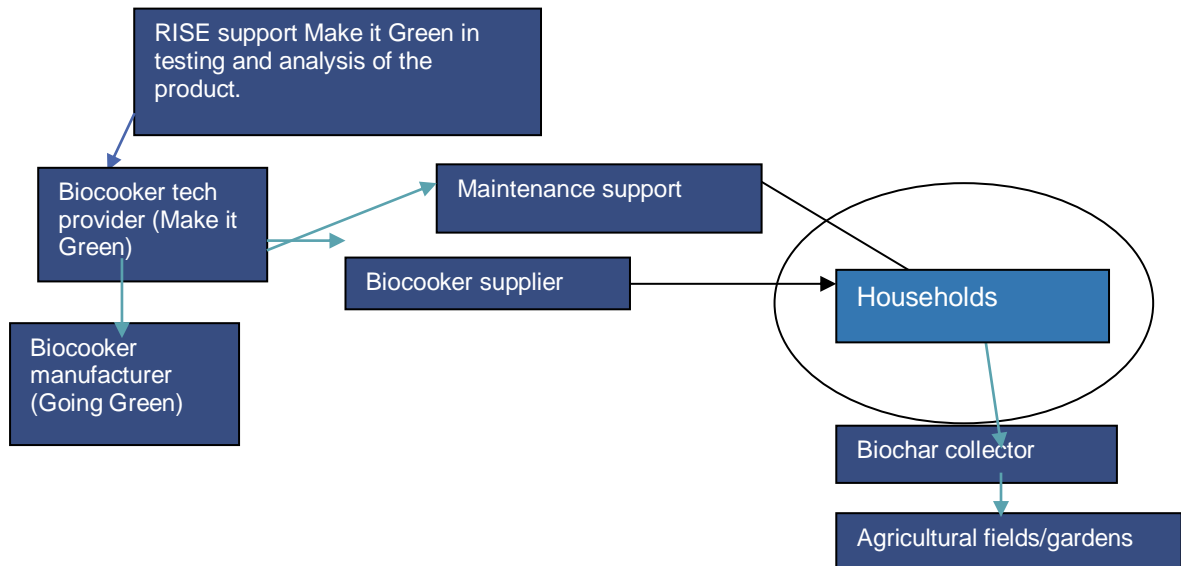 RISE support Make it Green in
testing and analysis of the
product.
Biocooker tech
provider (Make it
Green)
Maintenance support
Biocooker supplier
Households
Biocooker
manufacturer
(Going Green)
Biochar collector
Agricultural fields/gardens